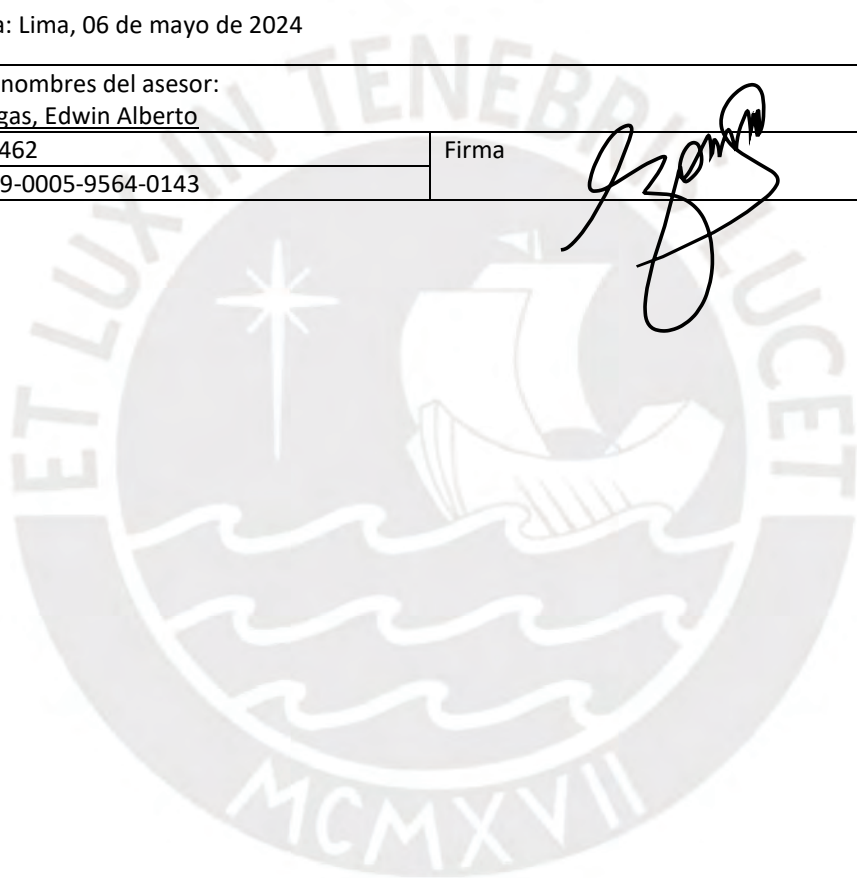 a: Lima, 06 de mayo de 2024
nombres del asesor:
gas, Edwin Alberto
462
Firma
9-0005-9564-0143
ET LUX IN TENEBRIS LUCET
MCMXVII